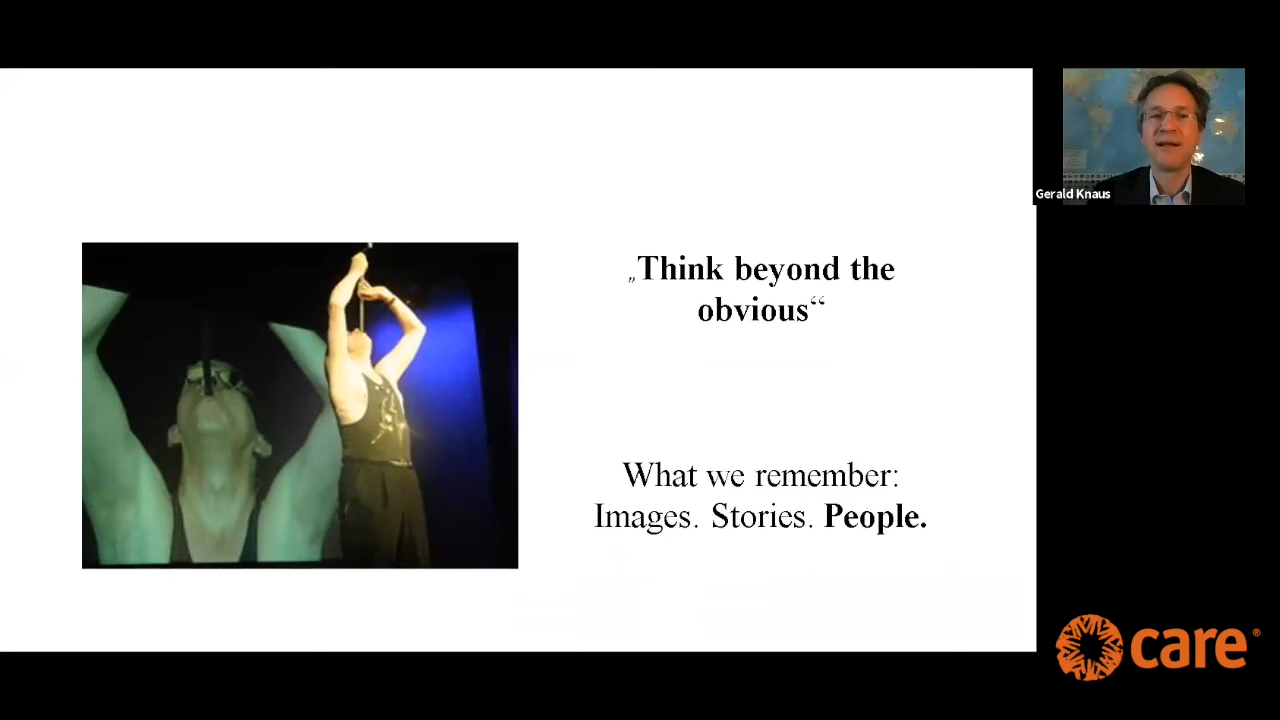 „Think beyond the
obvious“
What we remember:
Images. Stories. People.
Gerald Knaus
care®